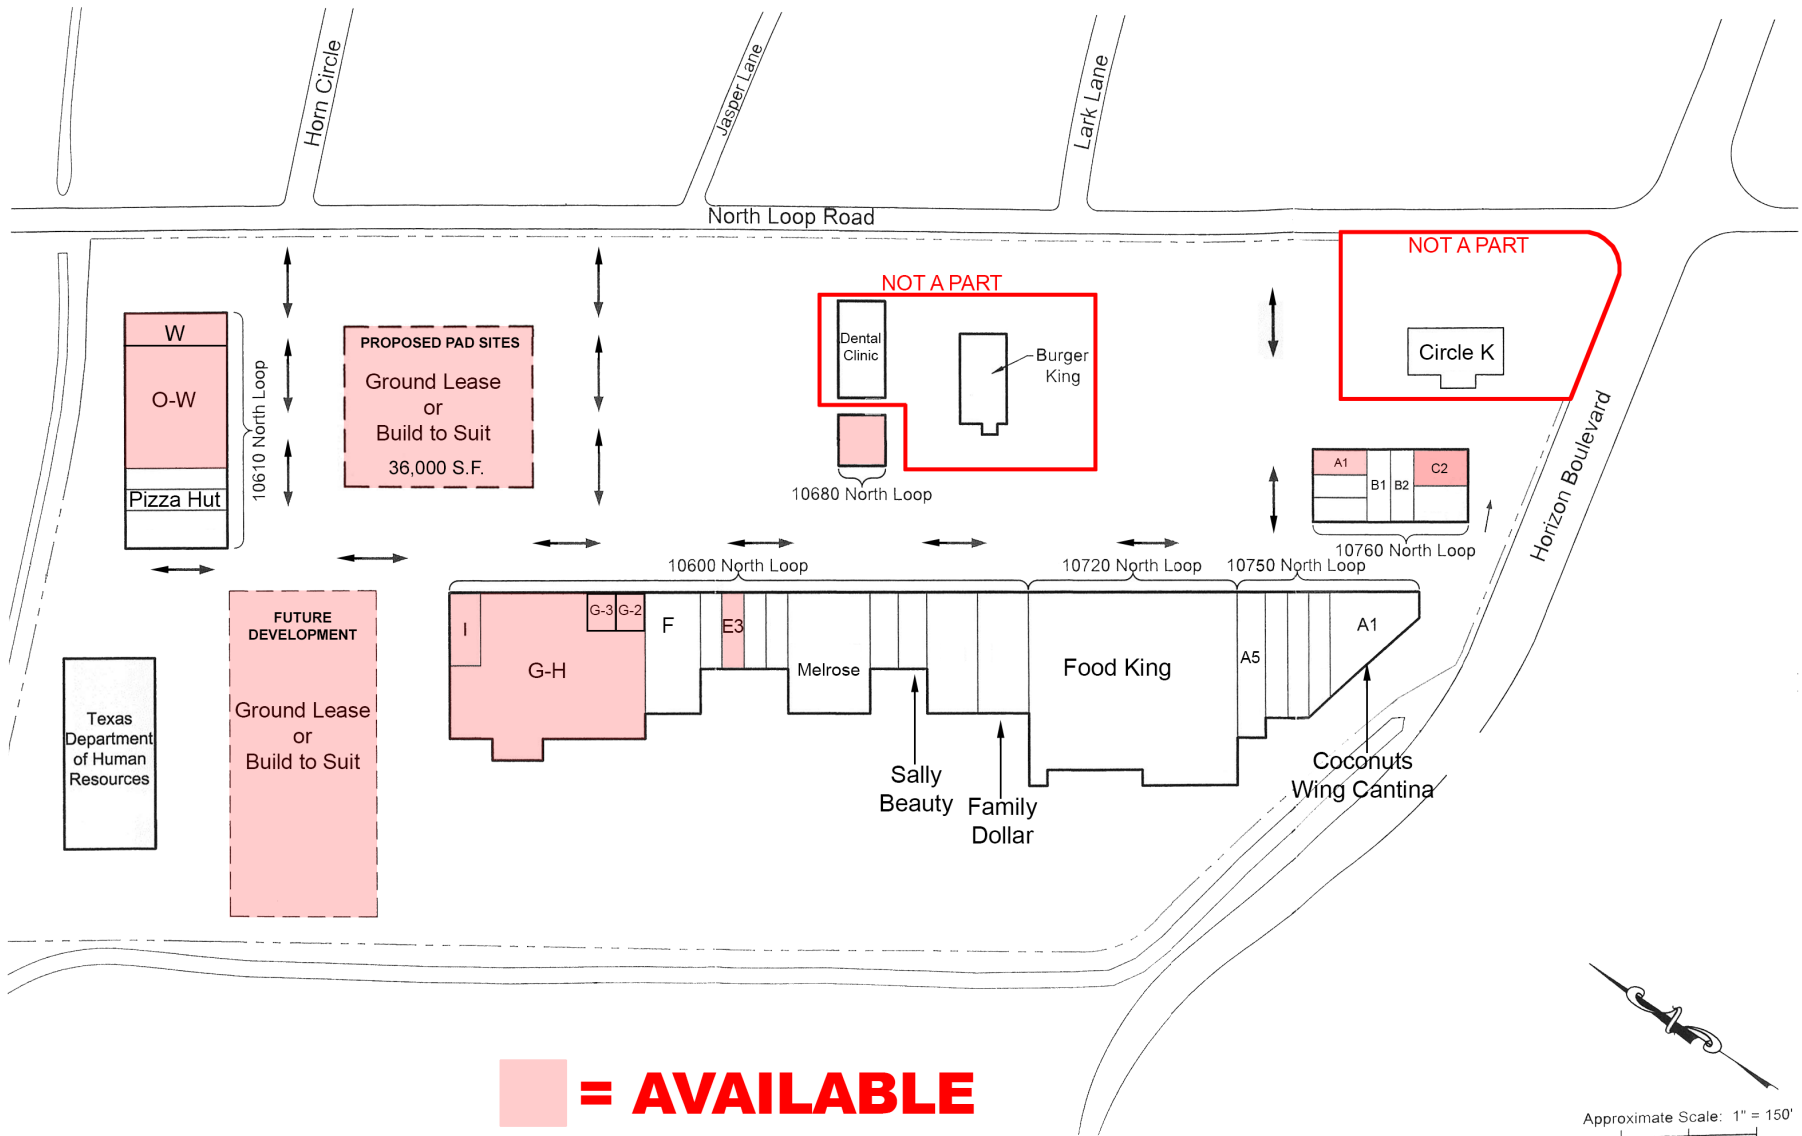 Horn Circle
Jasper Lane
Lark Lane
North Loop Road
NOT A PART
NOT A PART
W
O-W
Pizza Hut
10610 North Loop
PROPOSED PAD SITES
Ground Lease
or
Build to Suit
36,000 S.F.
Dental
Clinic
Burger
King
10680 North Loop
Circle K
Horizon Boulevard
A1
B1
B2
C2
10760 North Loop
10600 North Loop
10720 North Loop
10750 North Loop
FUTURE
DEVELOPMENT
Ground Lease
or
Build to Suit
Texas
Department
of Human
Resources
I
G-3
G-2
G-H
F
E3
Melrose
Food King
A5
A1
Sally
Beauty
Family
Dollar
Coconuts
Wing Cantina
= AVAILABLE
Approximate Scale: 1" = 150'